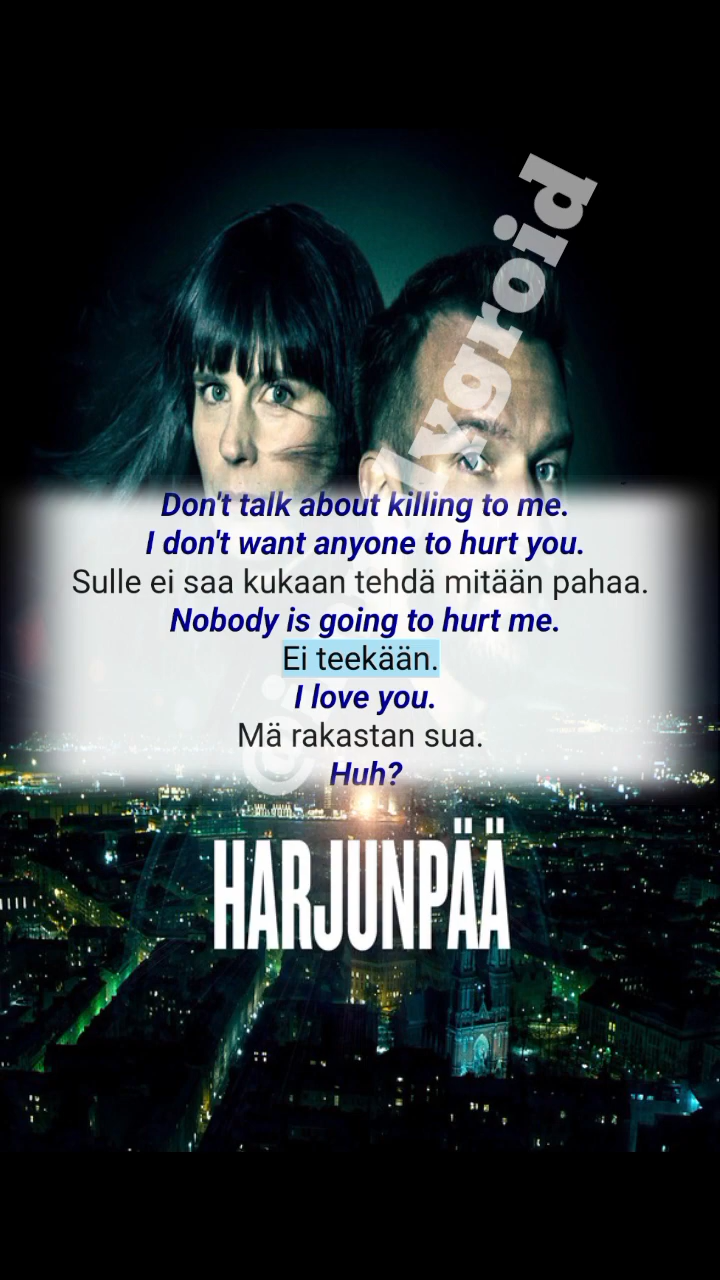 Don't talk about killing to me.
I don't want anyone to hurt you.
Sulle ei saa kukaan tehdä mitään pahaa.
Nobody is going to hurt me.
Ei teekään.
I love you.
Mä rakastan sua.
Huh?
HARJUNPÄÄ